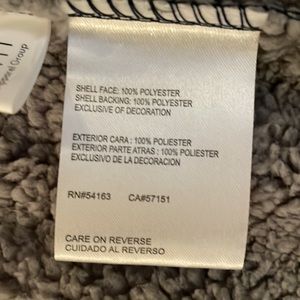 SHELL FACE: 100% POLYESTER
SHELL BACKING: 100% POLYESTER
EXCLUSIVE OF DECORATION
EXTERIOR CARA : 100% POLIESTER
EXTERIOR PARTE ATRAS : 100% POLIESTER
EXCLUSIVO DE LA DECORACION
RN#54163 CA#57151
CARE ON REVERSE
CUIDADO AL REVERSO
Group